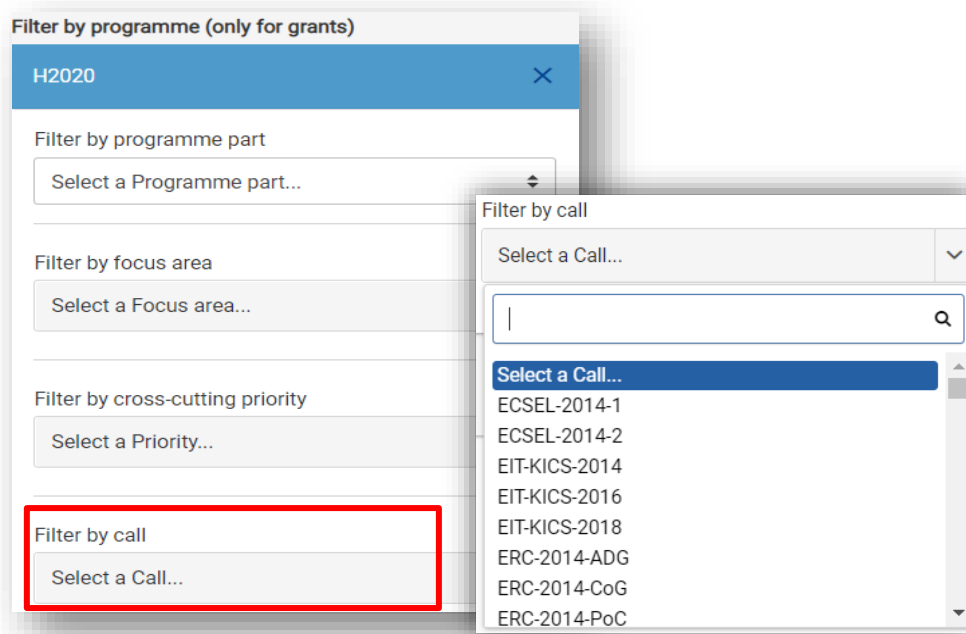 Filter by programme (only for grants)
H2020
Filter by programme part
Select a Programme part...
Filter by focus area
Select a Focus area...
Filter by cross-cutting priority
Select a Priority...
Filter by call
Select a Call...
Filter by call
Select a Call...
Select a Call...
ECSEL-2014-1
ECSEL-2014-2
EIT-KICS-2014
EIT-KICS-2016
EIT-KICS-2018
ERC-2014-ADG
ERC-2014-CoG
ERC-2014-PoC